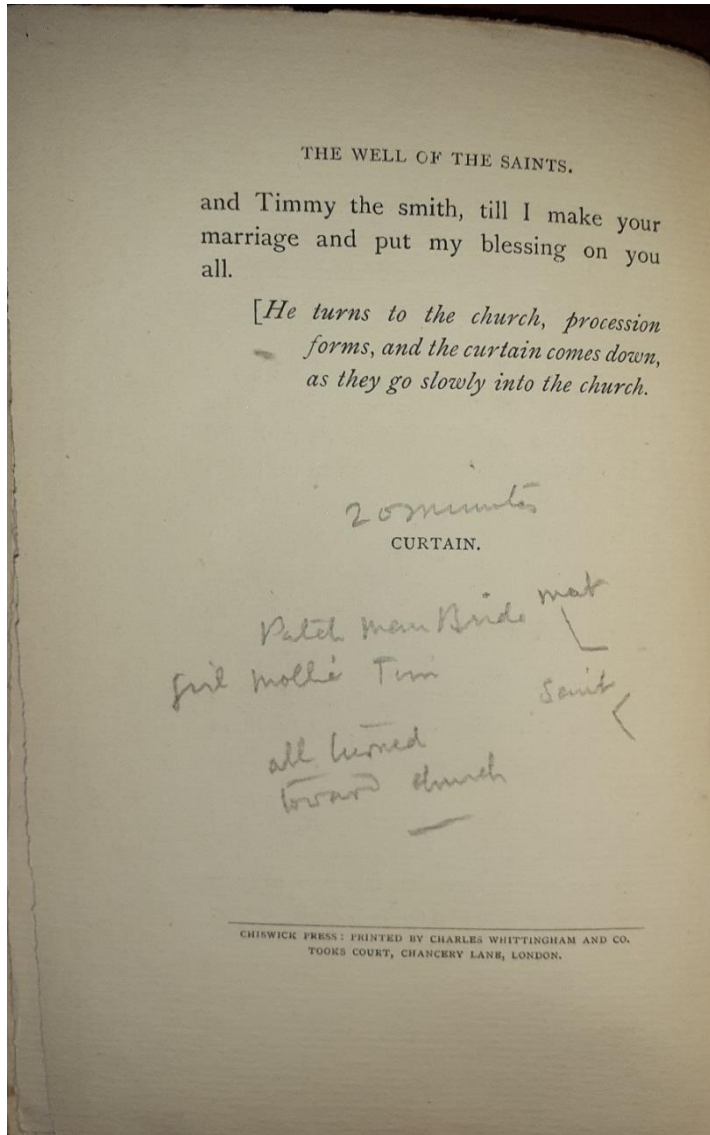 THE WELL OF THE SAINTS.
and Timmy the smith, till I make your
marriage and put my blessing on you
all.
[He turns to the church, procession
forms, and the curtain comes down,
as they go slowly into the church.
20 minutes
CURTAIN.
Patch Man Bride mat
girl Mollie Tim Saint
all turned
toward church
CHISWICK PRESS: PRINTED BY CHARLES WHITTINGHAM AND CO.
TOOKS COURT, CHANCERY LANE, LONDON.